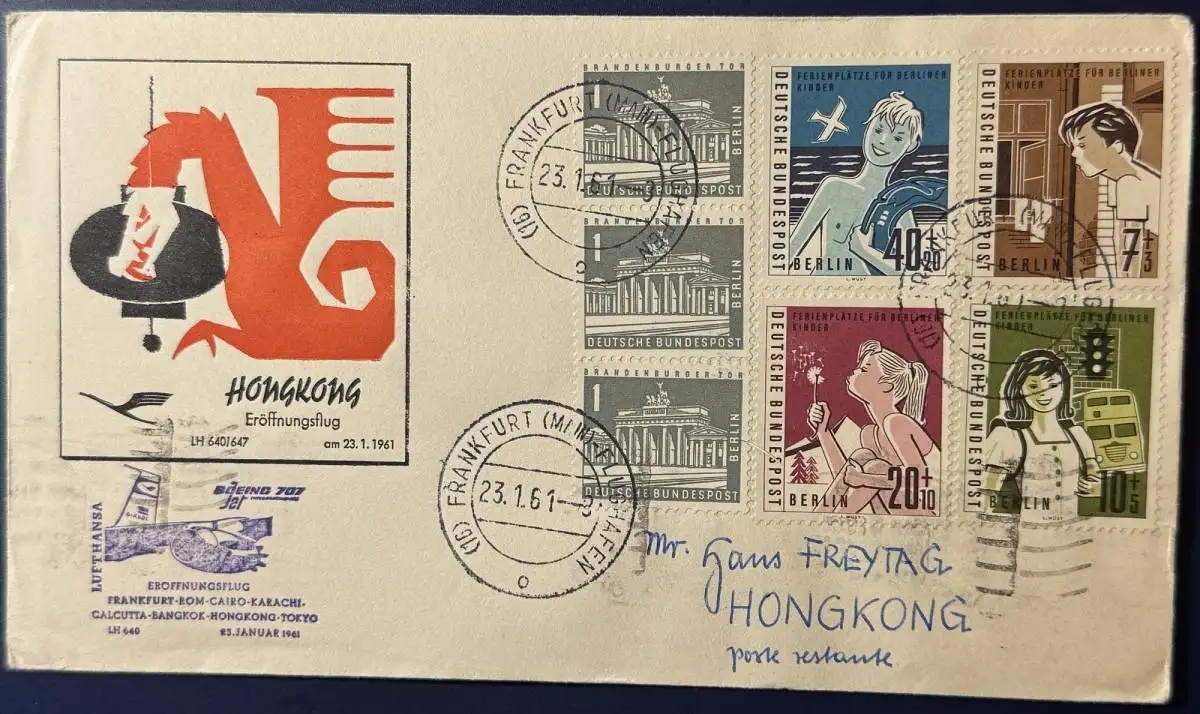 HONGKONG
Eröffnungsflug
LH 640/647 am 23.1.1961
LUFTHANSA
BOEING 707
Jet
ERÖFFNUNGSFLUG
FRANKFURT-ROM-CAIRO-KARACHI-
CALCUTTA-BANGKOK-HONGKONG-TOKYO
LH 640 23. JANUAR 1961
BRANDENBURGER TOR
1
BERLIN
DEUTSCHE BUNDESPOST
BRANDENBURGER TOR
1
BERLIN
DEUTSCHE BUNDESPOST
BRANDENBURGER TOR
1
BERLIN
DEUTSCHE BUNDESPOST
(16) FRANKFURT (MAIN)-FLUGHAFEN
23.1.61
(16) FRANKFURT (MAIN)-FLUGHAFEN
23.1.61-9
o
FERIENPLÄTZE FÜR BERLINER
KINDER
DEUTSCHE BUNDESPOST
BERLIN
40+20
FERIENPLÄTZE FÜR BERLINER
KINDER
DEUTSCHE BUNDESPOST
BERLIN
7+3
FERIENPLÄTZE FÜR BERLINER
KINDER
DEUTSCHE BUNDESPOST
BERLIN
20+10
FERIENPLÄTZE FÜR BERLINER
KINDER
DEUTSCHE BUNDESPOST
BERLIN
10+5
Mr. Hans FREYTAG
HONGKONG
poste restante